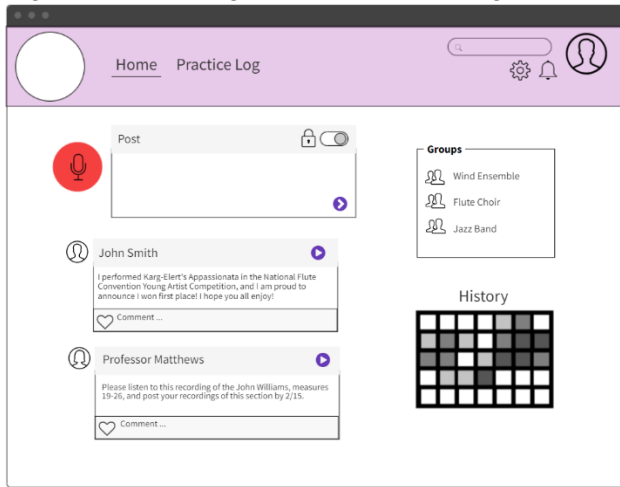 Home Practice Log
Post
Groups
Wind Ensemble
Flute Choir
Jazz Band
John Smith
I performed Karg-Elert's Appassionata in the National Flute
Convention Young Artist Competition, and I am proud to
announce I won first place! I hope you all enjoy!
Comment ...
History
Professor Matthews
Please listen to this recording of the John Williams, measures
19-26, and post your recordings of this section by 2/15.
Comment ...